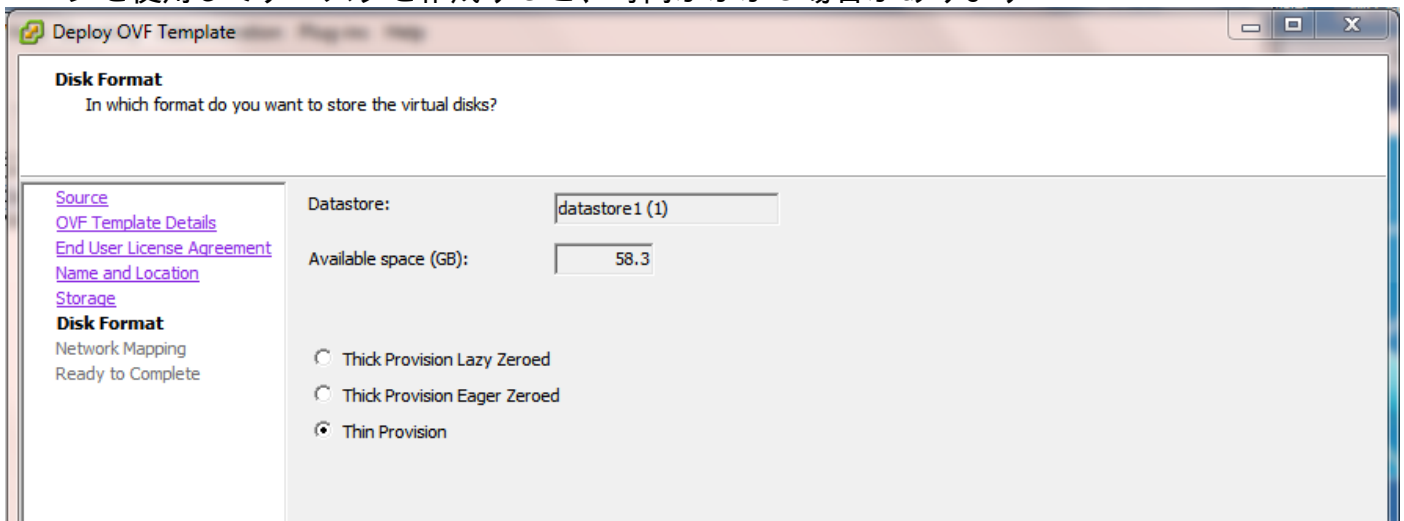 Deploy OVF Template
Disk Format
In which format do you want to store the virtual disks?
Source
OVF Template Details
End User License Agreement
Name and Location
Storage
Disk Format
Network Mapping
Ready to Complete
Datastore:
datastore1 (1)
Available space (GB):
58.3
Thick Provision Lazy Zeroed
Thick Provision Eager Zeroed
Thin Provision